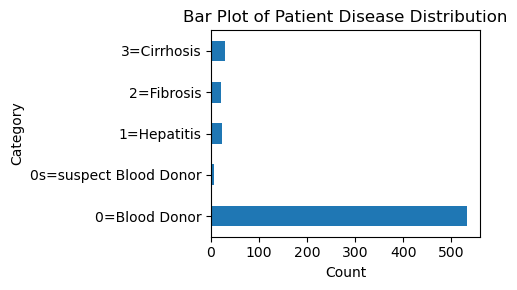 Bar Plot of Patient Disease Distribution
Category
3=Cirrhosis
2=Fibrosis
1=Hepatitis
0s=suspect Blood Donor
0=Blood Donor
0 100 200 300 400 500
Count